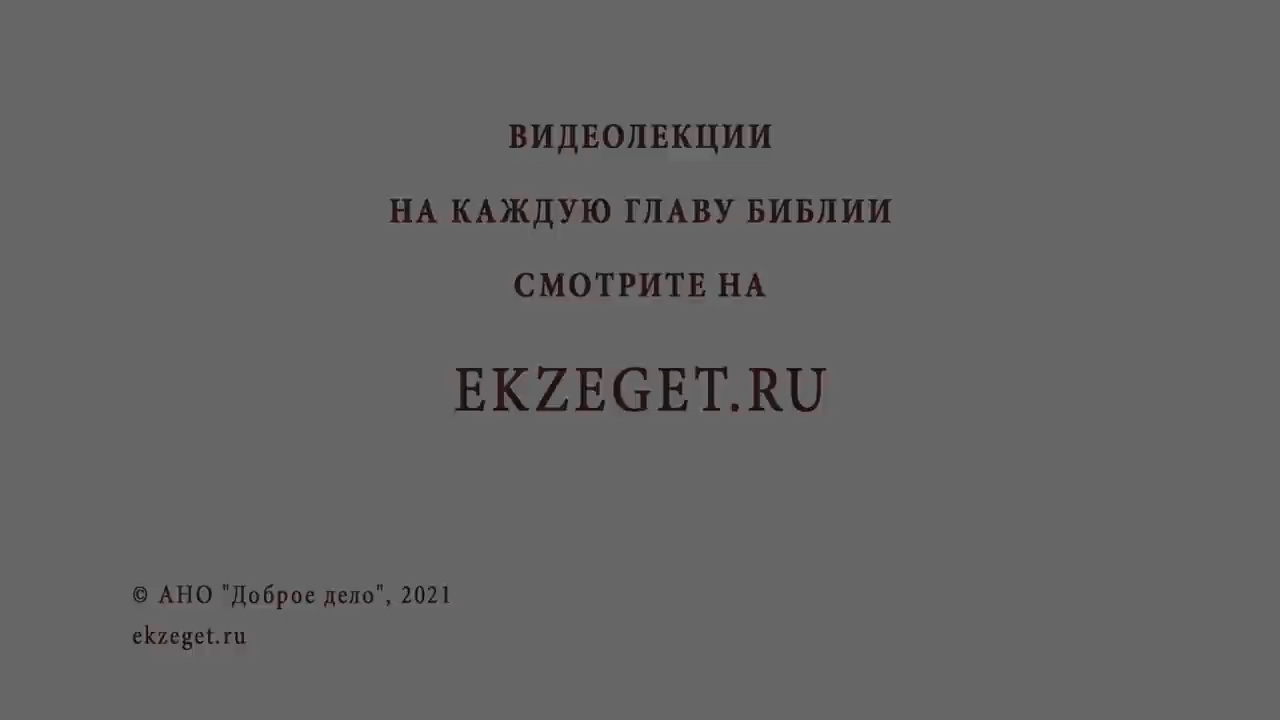 ВИДЕОЛЕКЦИИ
НА КАЖДУЮ ГЛАВУ БИБЛИИ
СМОТРИТЕ НА
EKZEGET.RU
© АНО "Доброе дело", 2021
ekzeget.ru